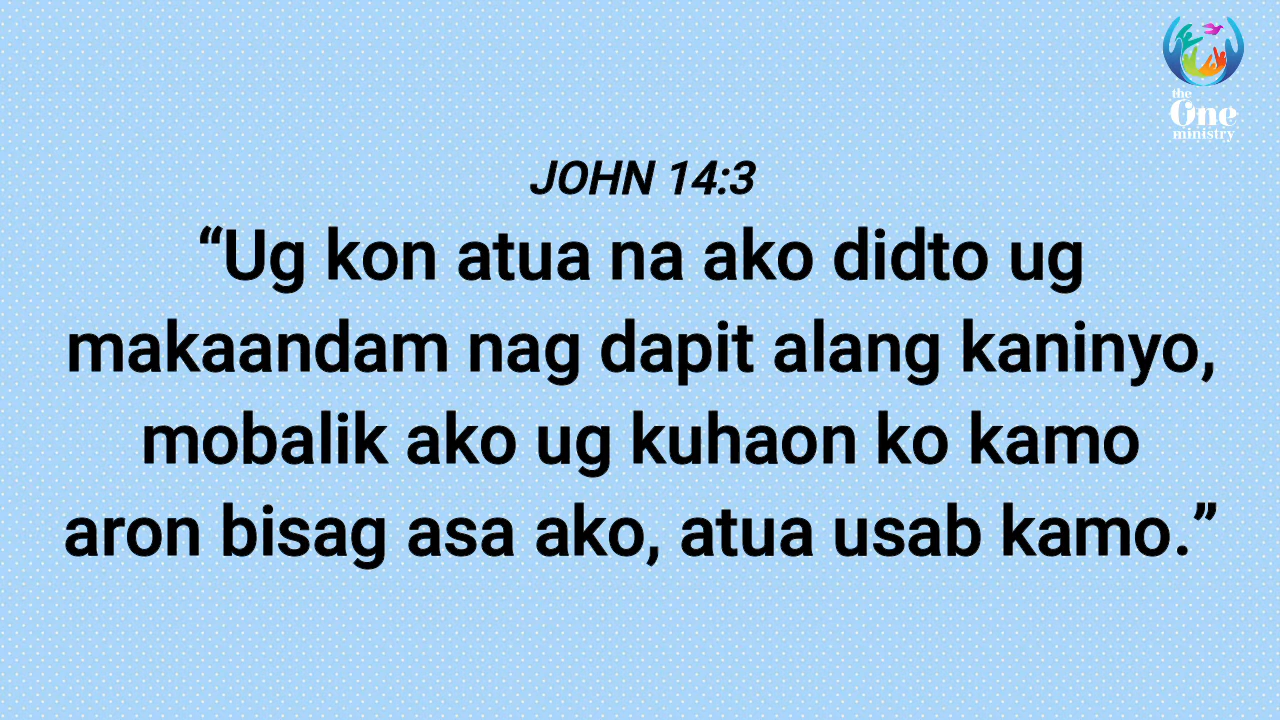 the
One
ministry
JOHN 14:3
“Ug kon atua na ako didto ug
makaandam nag dapit alang kaninyo,
mobalik ako ug kuhaon ko kamo
aron bisag asa ako, atua usab kamo.”